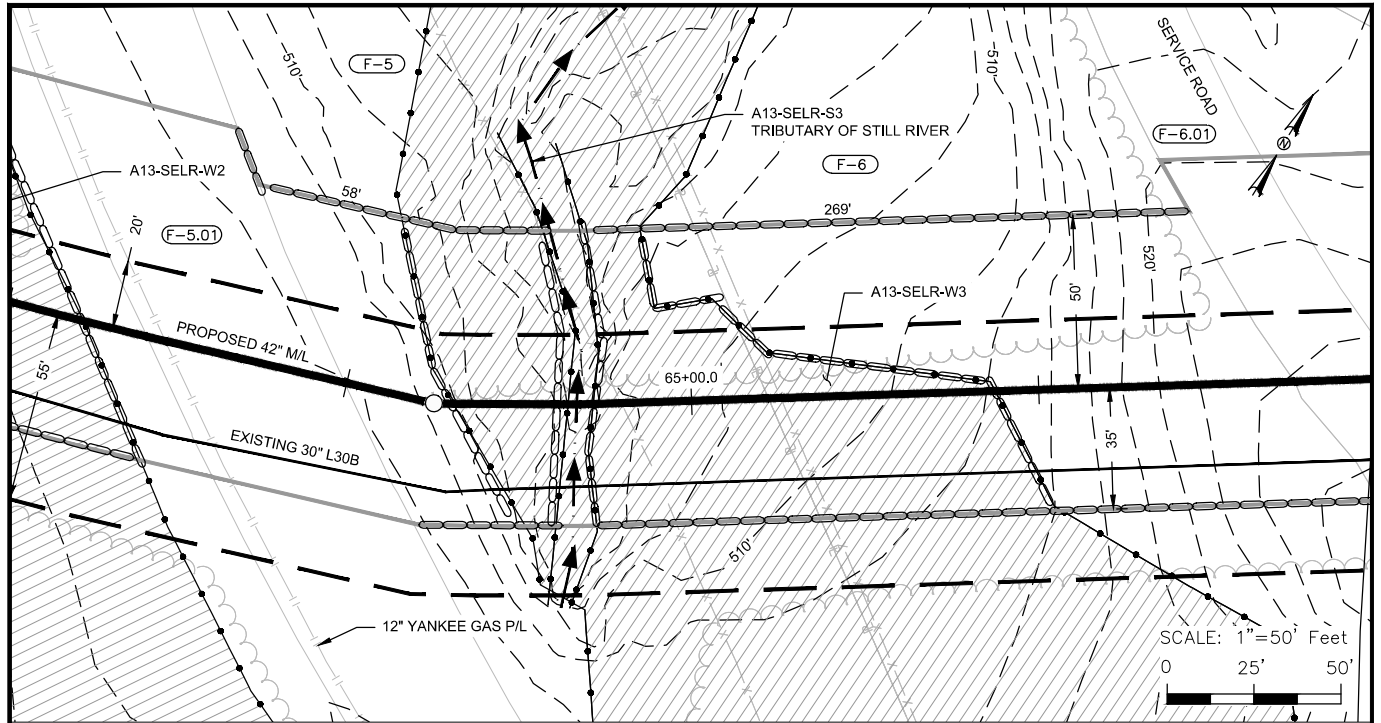 510'
F-5
A13-SELR-S3
TRIBUTARY OF STILL RIVER
F-6
510'
SERVICE ROAD
F-6.01
N
A13-SELR-W2
58'
269'
20'
F-5.01
520'
50'
A13-SELR-W3
PROPOSED 42" M/L
65+00.0
55'
EXISTING 30" L30B
35'
510'
12" YANKEE GAS P/L
SCALE: 1"=50' Feet
0 25' 50'